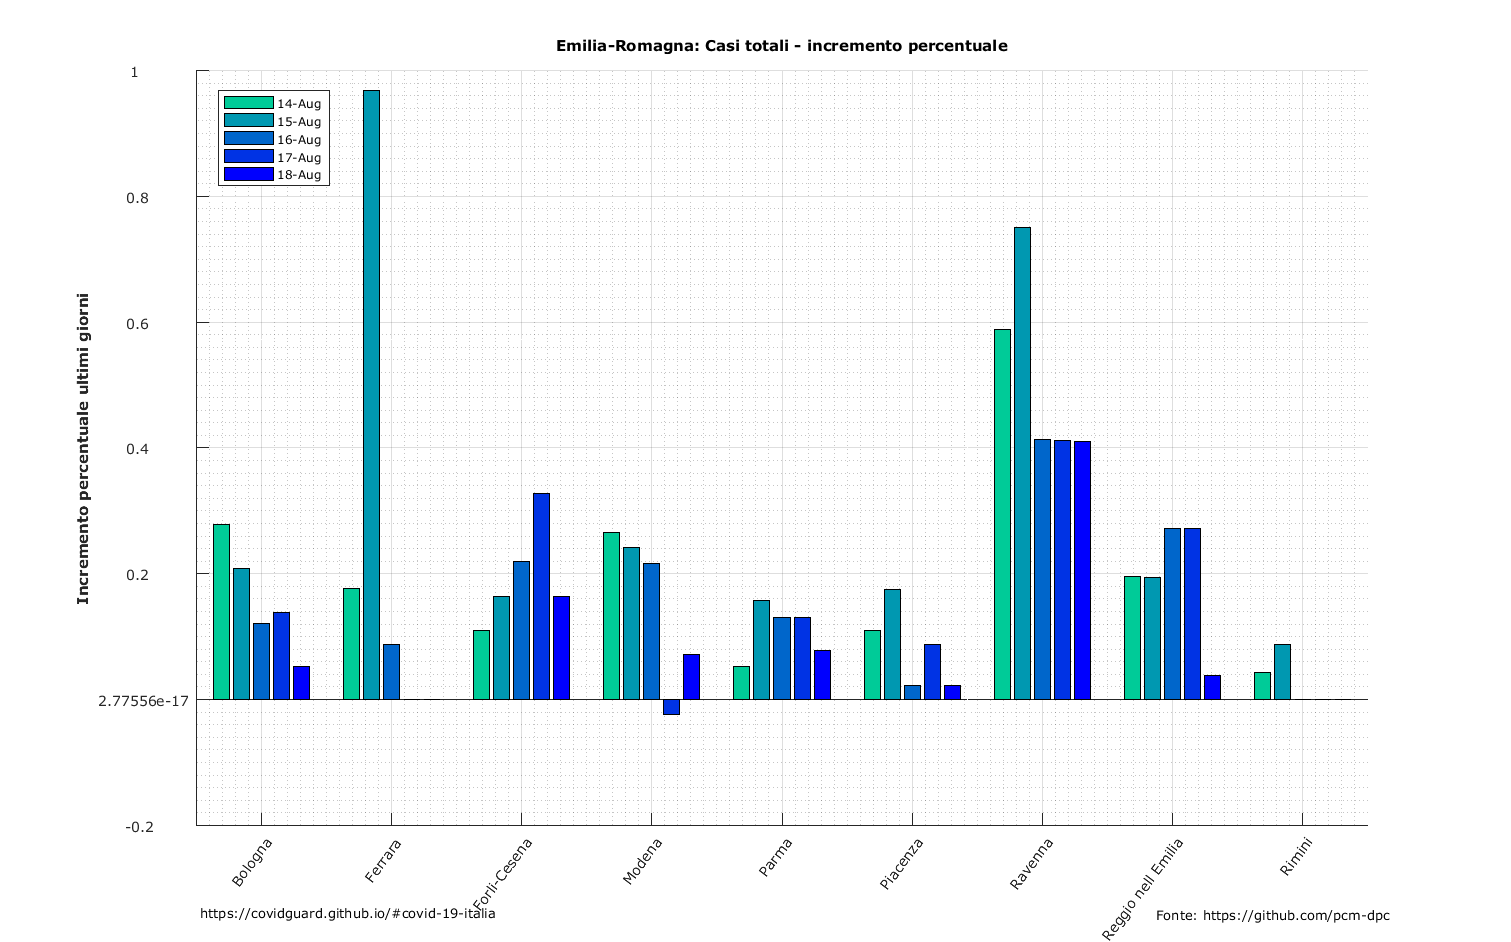 Emilia-Romagna: Casi totali - incremento percentuale
1
0.8
0.6
0.4
0.2
2.77556e-17
-0.2
Incremento percentuale ultimi giorni
14-Aug
15-Aug
16-Aug
17-Aug
18-Aug
Bologna
Ferrara
Forlì-Cesena
Modena
Parma
Piacenza
Ravenna
Reggio nell Emilia
Rimini
https://covidguard.github.io/#covid-19-italia
Fonte: https://github.com/pcm-dpc